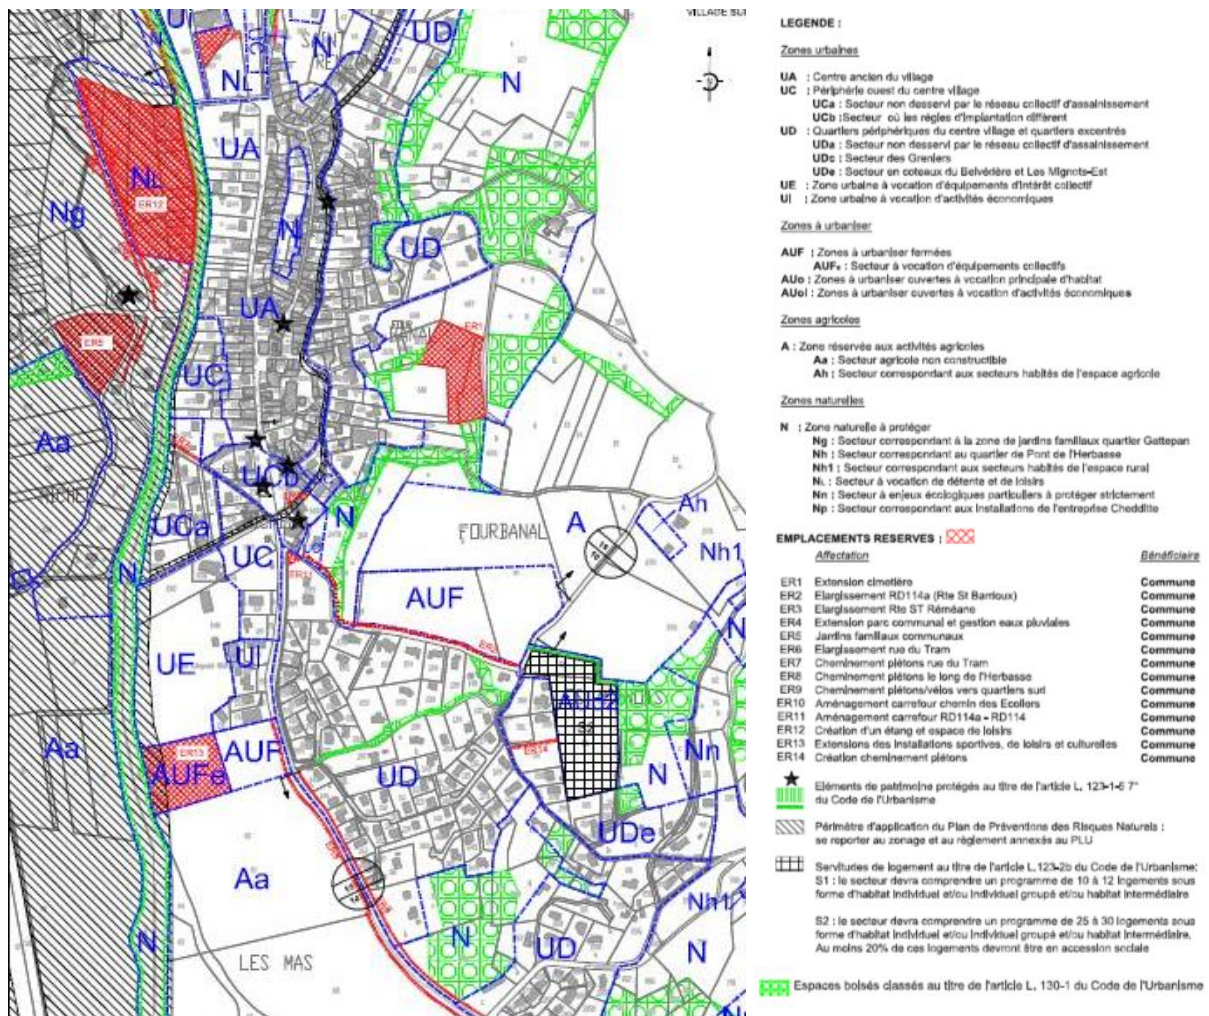 VILLAGE SU
U
N
UC
N
UD
NL
N
UA
NL
ER12
Ng
N
UD
UA
ER1
ER5
UC
Aa
UCb
UCa
N
FOURBANAL
A
Ah
Nh1
UC
ER11
AUF
N
UE
UI
S2
Aa
ER13
AUF
AUFe
ER14
UD
N
Nn
UDe
Aa
N
N
LES MAS
UD
Nh1
N
LEGENDE :
Zones urbaines
UA : Centre ancien du village
UC : Périphérie ouest du centre village
UCa : Secteur non desservi par le réseau collectif d'assainissement
UCb :Secteur où les règles d'implantation diffèrent
UD : Quartiers périphériques du centre village et quartiers excentrés
UDa : Secteur non desservi par le réseau collectif d'assainissement
UDc : Secteur des Greniers
UDe : Secteur en coteaux du Belvédère et Les Mignots-Est
UE : Zone urbaine à vocation d'équipements d'intérêt collectif
UI : Zone urbaine à vocation d'activités économiques
Zones à urbaniser
AUF : Zones à urbaniser fermées
AUFe : Secteur à vocation d'équipements collectifs
AUo : Zones à urbaniser ouvertes à vocation principale d'habitat
AUoi : Zones à urbaniser ouvertes à vocation d'activités économiques
Zones agricoles
A : Zone réservée aux activités agricoles
Aa : Secteur agricole non constructible
Ah : Secteur correspondant aux secteurs habités de l'espace agricole
Zones naturelles
N : Zone naturelle à protéger
Ng : Secteur correspondant à la zone de jardins familiaux quartier Gattepan
Nh : Secteur correspondant au quartier de Pont de l'Herbasse
Nh1 : Secteur correspondant aux secteurs habités de l'espace rural
NL : Secteur à vocation de détente et de loisirs
Nn : Secteur à enjeux écologiques particuliers à protéger strictement
Np : Secteur correspondant aux installations de l'entreprise Chedditte
EMPLACEMENTS RESERVES :
Affectation Bénéficiaire
ER1 Extension cimetière Commune
ER2 Elargissement RD114a (Rte St Bardoux) Commune
ER3 Elargissement Rte ST Réméane Commune
ER4 Extension parc communal et gestion eaux pluviales Commune
ER5 Jardins familiaux communaux Commune
ER6 Elargissement rue du Tram Commune
ER7 Cheminement piétons rue du Tram Commune
ER8 Cheminement piétons le long de l'Herbasse Commune
ER9 Cheminement piétons/vélos vers quartiers sud Commune
ER10 Aménagement carrefour chemin des Ecoliers Commune
ER11 Aménagement carrefour RD114a - RD114 Commune
ER12 Création d'un étang et espace de loisirs Commune
ER13 Extensions des installations sportives, de loisirs et culturelles Commune
ER14 Création cheminement piétons Commune
Eléments de patrimoine protégés au titre de l'article L. 123-1-5 7°
du Code de l'Urbanisme
Périmètre d'application du Plan de Préventions des Risques Naturels :
se reporter au zonage et au règlement annexés au PLU
Servitudes de logement au titre de l'article L.123-2b du Code de l'Urbanisme:
S1 : le secteur devra comprendre un programme de 10 à 12 logements sous
forme d'habitat individuel et/ou individuel groupé et/ou habitat intermédiaire
S2 : le secteur devra comprendre un programme de 25 à 30 logements sous
forme d'habitat individuel et/ou individuel groupé et/ou habitat intermédiaire.
Au moins 20% de ces logements devront être en accession sociale
Espaces boisés classés au titre de l'article L. 130-1 du Code de l'Urbanisme